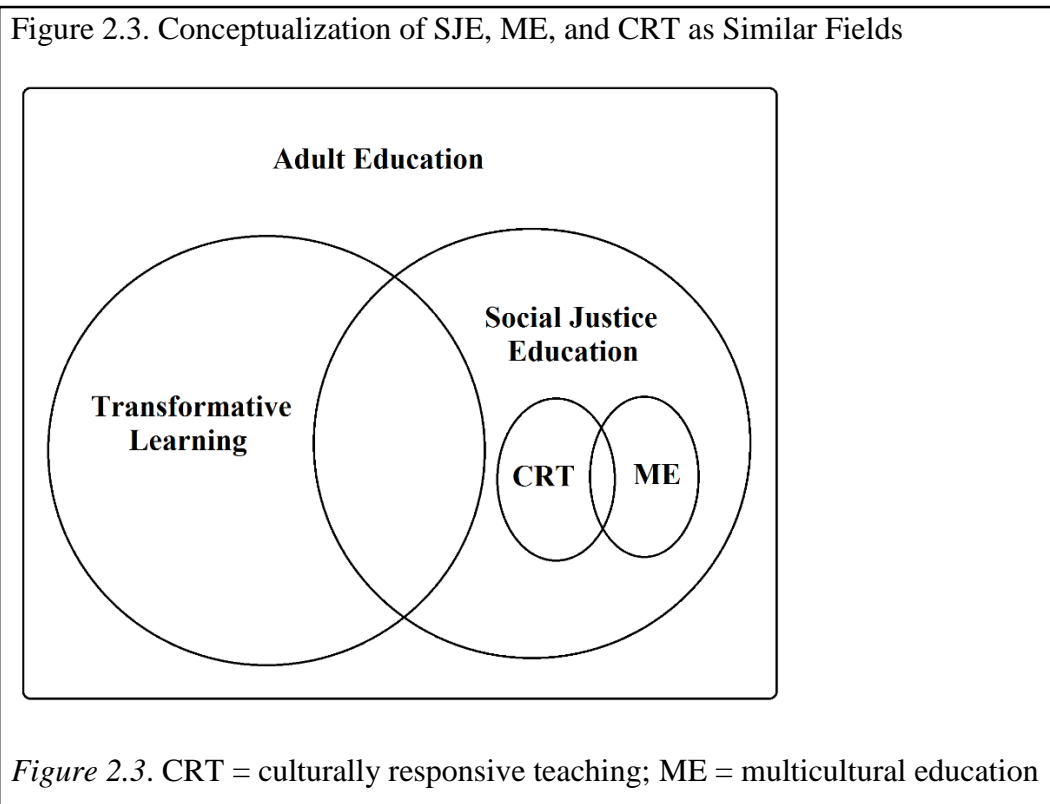 Figure 2.3. Conceptualization of SJE, ME, and CRT as Similar Fields
Adult Education
Social Justice
Education
Transformative
Learning
CRT
ME
Figure 2.3. CRT = culturally responsive teaching; ME = multicultural education